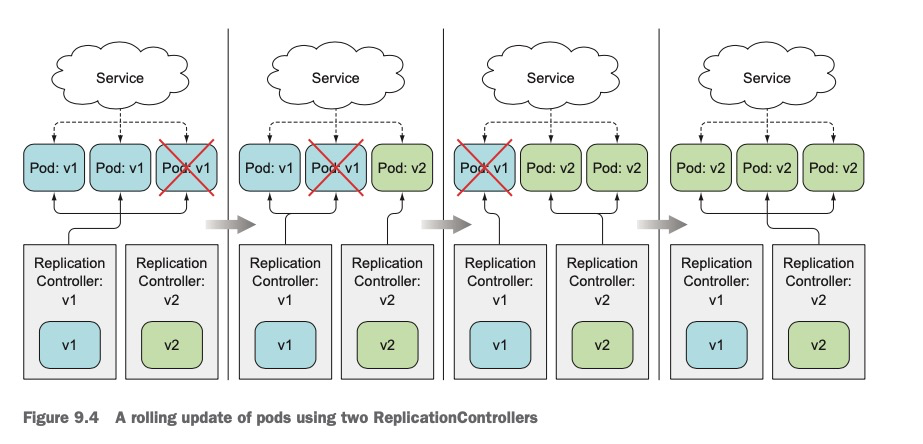 Service
Pod: v1
Pod: v1
Pod: v1
Replication
Controller:
v1
v1
Replication
Controller:
v2
v2
Service
Pod: v1
Pod: v1
Pod: v2
Replication
Controller:
v1
v1
Replication
Controller:
v2
v2
Service
Pod: v1
Pod: v2
Pod: v2
Replication
Controller:
v1
v1
Replication
Controller:
v2
v2
Service
Pod: v2
Pod: v2
Pod: v2
Replication
Controller:
v1
v1
Replication
Controller:
v2
v2
Figure 9.4 A rolling update of pods using two ReplicationControllers